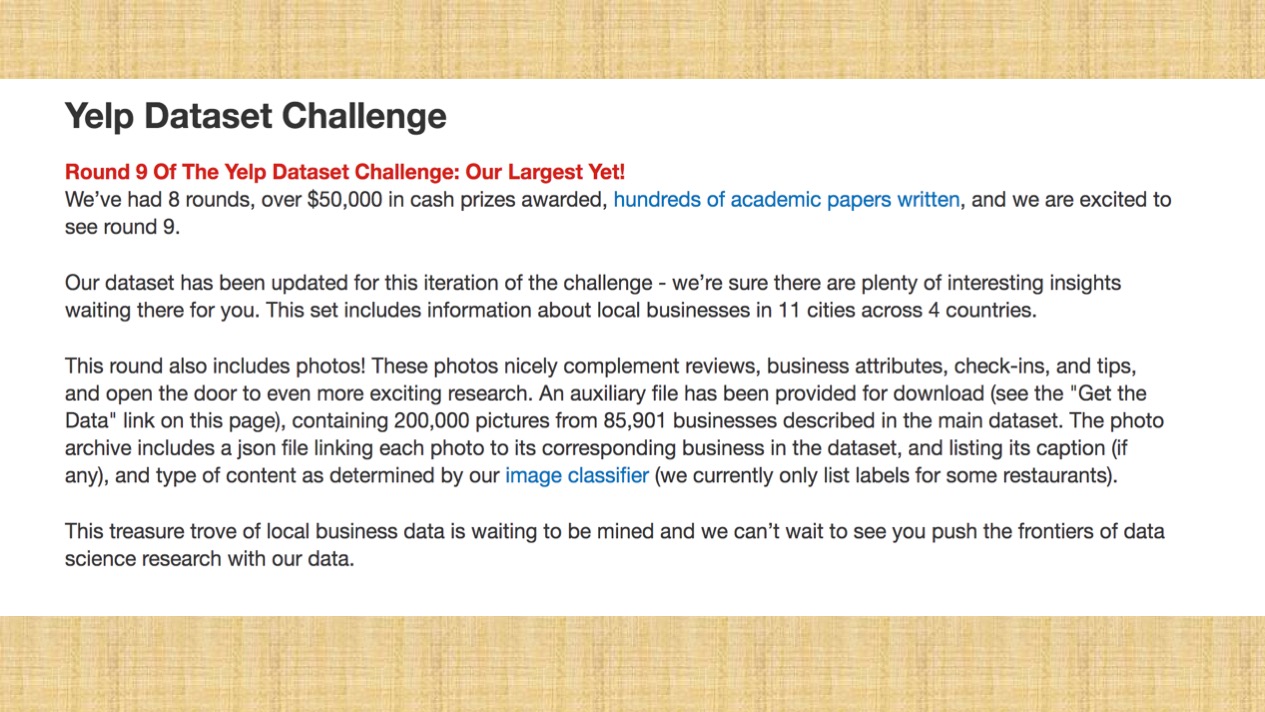 Yelp Dataset Challenge
Round 9 Of The Yelp Dataset Challenge: Our Largest Yet!
We’ve had 8 rounds, over $50,000 in cash prizes awarded, hundreds of academic papers written, and we are excited to
see round 9.
Our dataset has been updated for this iteration of the challenge - we’re sure there are plenty of interesting insights
waiting there for you. This set includes information about local businesses in 11 cities across 4 countries.
This round also includes photos! These photos nicely complement reviews, business attributes, check-ins, and tips,
and open the door to even more exciting research. An auxiliary file has been provided for download (see the "Get the
Data" link on this page), containing 200,000 pictures from 85,901 businesses described in the main dataset. The photo
archive includes a json file linking each photo to its corresponding business in the dataset, and listing its caption (if
any), and type of content as determined by our image classifier (we currently only list labels for some restaurants).
This treasure trove of local business data is waiting to be mined and we can’t wait to see you push the frontiers of data
science research with our data.